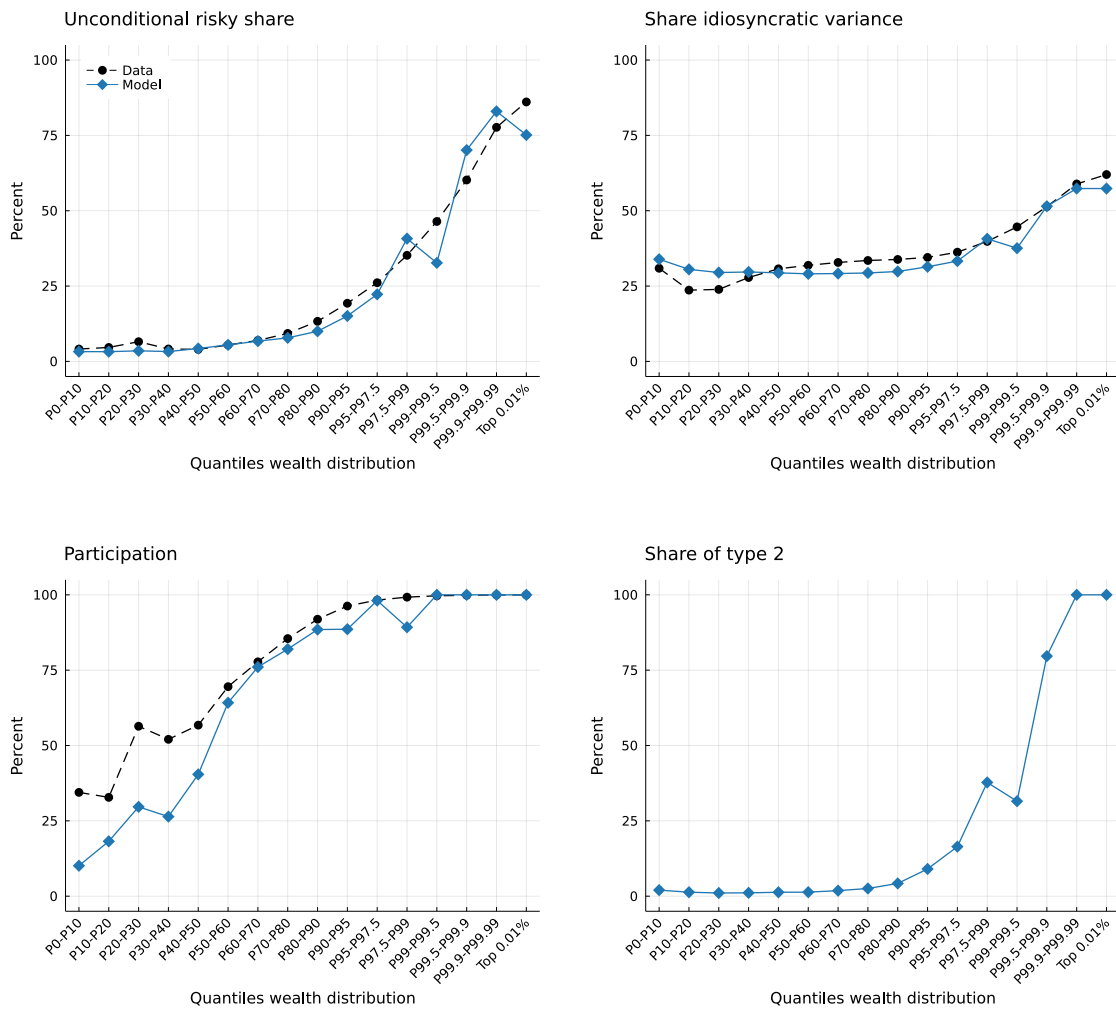 Unconditional risky share
Percent
100
75
50
25
0
Data
Model
P0-P10
P10-P20
P20-P30
P30-P40
P40-P50
P50-P60
P60-P70
P70-P80
P80-P90
P90-P95
P95-P97.5
P97.5-P99
P99-P99.5
P99.5-P99.9
P99.9-P99.99
Top 0.01%
Quantiles wealth distribution
Share idiosyncratic variance
Percent
100
75
50
25
0
P0-P10
P10-P20
P20-P30
P30-P40
P40-P50
P50-P60
P60-P70
P70-P80
P80-P90
P90-P95
P95-P97.5
P97.5-P99
P99-P99.5
P99.5-P99.9
P99.9-P99.99
Top 0.01%
Quantiles wealth distribution
Participation
Percent
100
75
50
25
0
P0-P10
P10-P20
P20-P30
P30-P40
P40-P50
P50-P60
P60-P70
P70-P80
P80-P90
P90-P95
P95-P97.5
P97.5-P99
P99-P99.5
P99.5-P99.9
P99.9-P99.99
Top 0.01%
Quantiles wealth distribution
Share of type 2
Percent
100
75
50
25
0
P0-P10
P10-P20
P20-P30
P30-P40
P40-P50
P50-P60
P60-P70
P70-P80
P80-P90
P90-P95
P95-P97.5
P97.5-P99
P99-P99.5
P99.5-P99.9
P99.9-P99.99
Top 0.01%
Quantiles wealth distribution